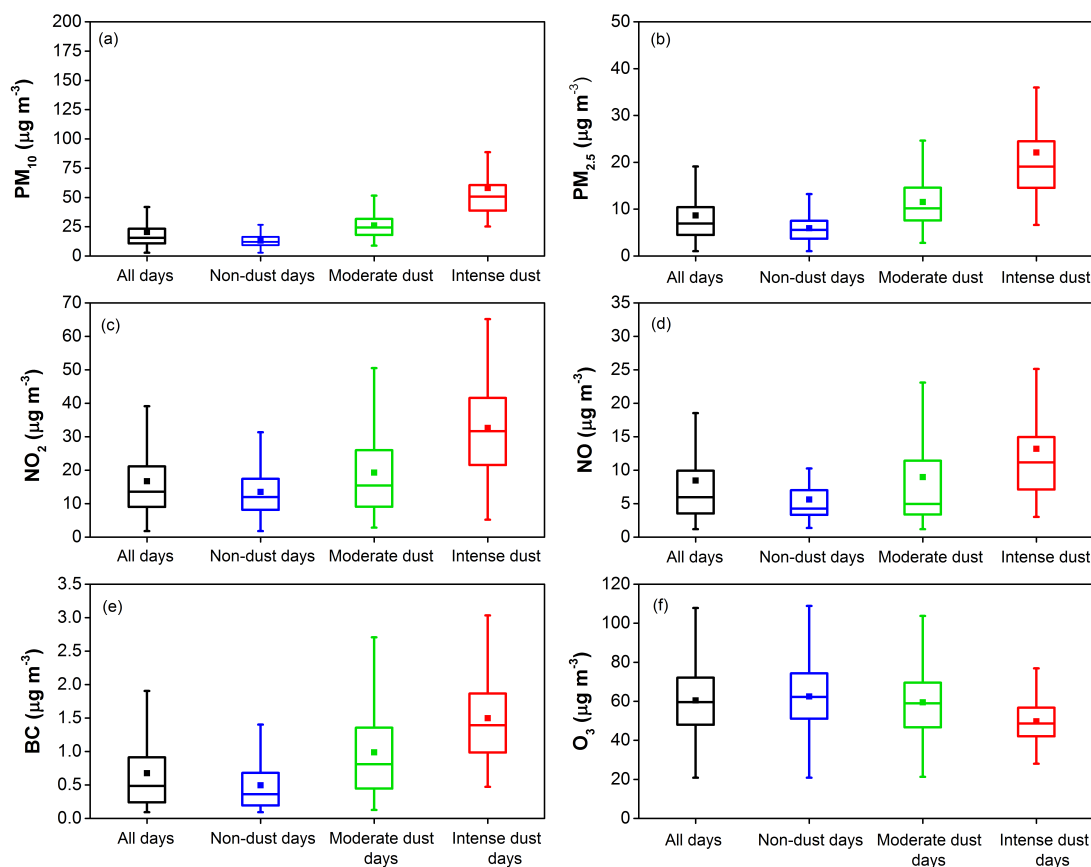 (a)
PM10 (μg m-3)
200
175
150
125
100
75
50
25
0
All days Non-dust days Moderate dust Intense dust
(b)
PM2.5 (μg m-3)
50
40
30
20
10
0
All days Non-dust days Moderate dust Intense dust
(c)
NO2 (μg m-3)
70
60
50
40
30
20
10
0
All days Non-dust days Moderate dust Intense dust
(d)
NO (μg m-3)
35
30
25
20
15
10
5
0
All days Non-dust days Moderate dust Intense dust
(e)
BC (μg m-3)
3.5
3.0
2.5
2.0
1.5
1.0
0.5
0.0
All days Non-dust days Moderate dust Intense dust
days days
(f)
O3 (μg m-3)
120
100
80
60
40
20
0
All days Non-dust days Moderate dust Intense dust
days days